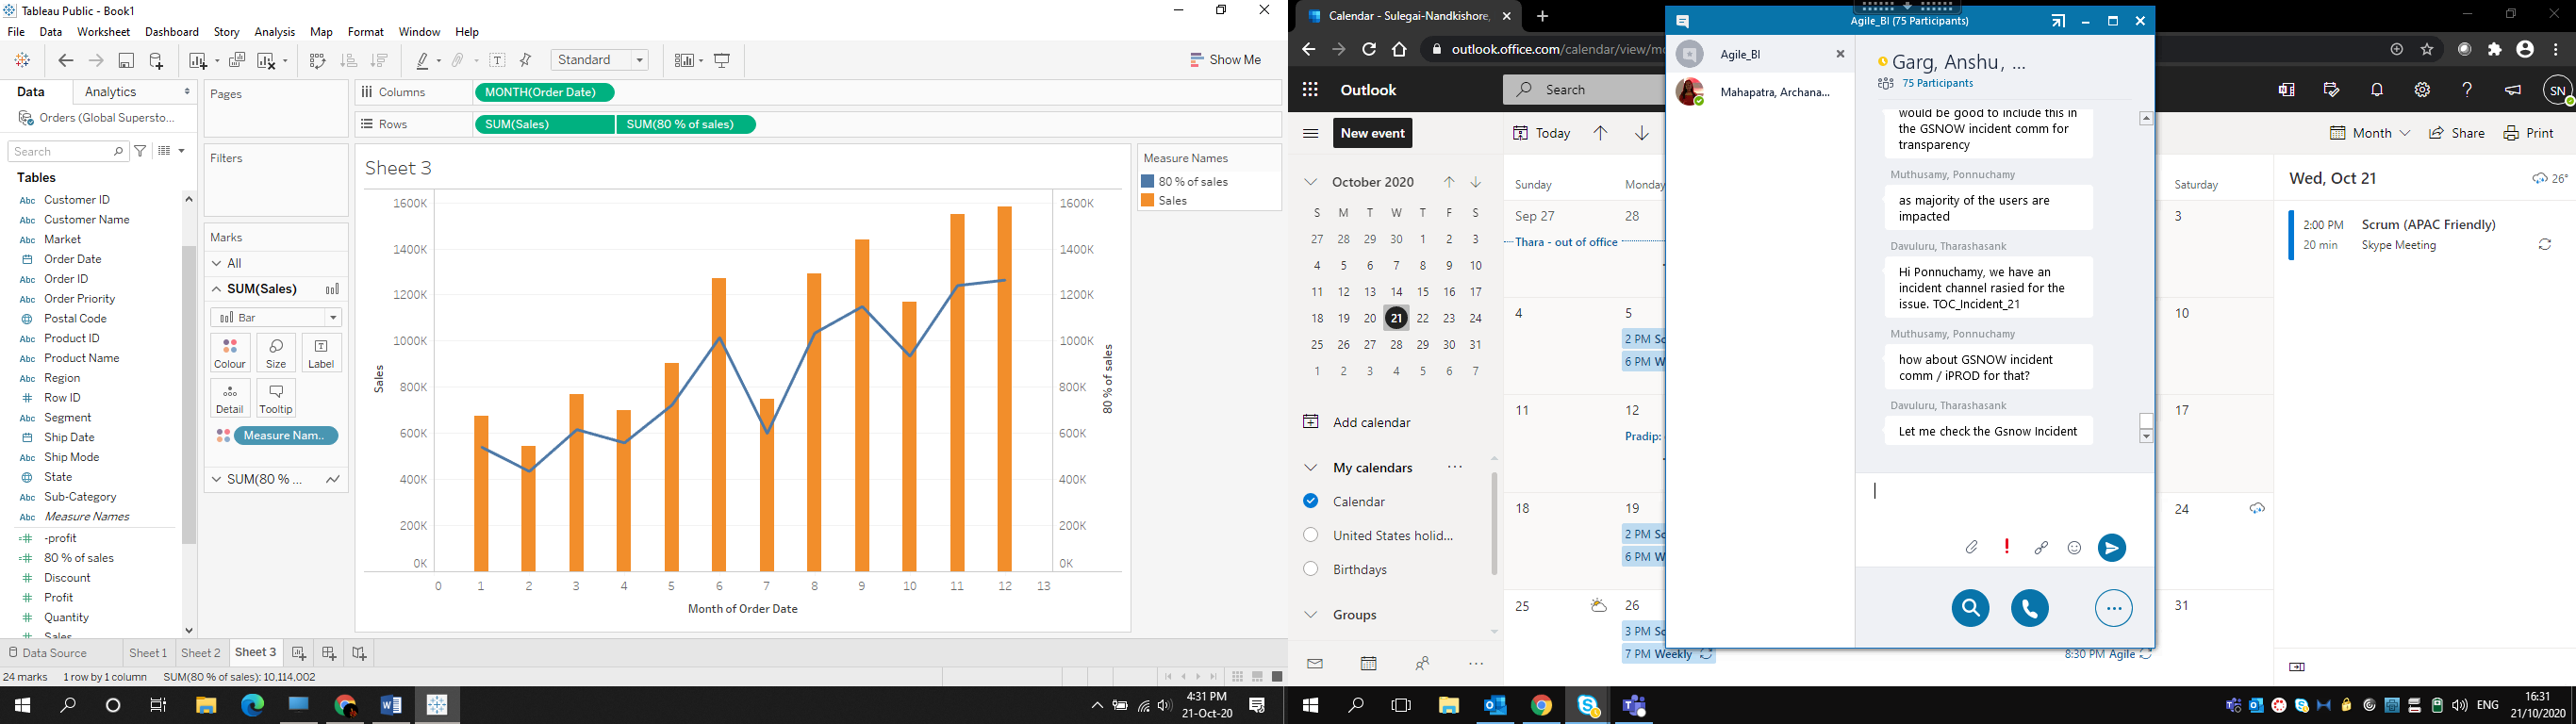 Tableau Public - Book1
File Data Worksheet Dashboard Story Analysis Map Format Window Help
Standard
Show Me
Data Analytics
Orders (Global Supersto...
Search
Tables
Customer ID
Customer Name
Market
Order Date
Order ID
Order Priority
Postal Code
Product ID
Product Name
Region
Row ID
Segment
Ship Date
Ship Mode
State
Sub-Category
Measure Names
-profit
80 % of sales
Discount
Profit
Quantity
Sales
Pages
Filters
Marks
All
SUM(Sales)
Bar
Colour Size Label
Detail Tooltip
Measure Nam..
SUM(80 % ...
Columns MONTH(Order Date)
Rows SUM(Sales) SUM(80 % of sales)
Sheet 3
1600K
1400K
1200K
1000K
800K
600K
400K
200K
0K
Sales
0 1 2 3 4 5 6 7 8 9 10 11 12 13
Month of Order Date
1600K
1400K
1200K
1000K
800K
600K
400K
200K
0K
80 % of sales
Measure Names
80 % of sales
Sales
Data Source Sheet 1 Sheet 2 Sheet 3
24 marks 1 row by 1 column SUM(80 % of sales): 10,114,002
4:31 PM
21-Oct-20
Calendar - Sulegai-Nandkishore,
outlook.office.com/calendar/view/mo
Outlook
Search
SN
New event
Today
Month Share Print
October 2020
S M T W T F S
27 28 29 30 1 2 3
4 5 6 7 8 9 10
11 12 13 14 15 16 17
18 19 20 21 22 23 24
25 26 27 28 29 30 31
1 2 3 4 5 6 7
Add calendar
My calendars
Calendar
United States holid...
Birthdays
Groups
Sunday Monday Saturday
Sep 27 28 3
Thara - out of office
4 5 10
2 PM Sc
6 PM W
11 12 17
Pradip:
18 19 24
2 PM Sc
6 PM W
25 26 31
3 PM Sc
7 PM Weekly
8:30 PM Agile
Wed, Oct 21 26°
2:00 PM Scrum (APAC Friendly)
20 min Skype Meeting
Agile_BI (75 Participants)
Agile_BI
Mahapatra, Archana...
Garg, Anshu, ...
75 Participants
would be good to include this in
the GSNOW incident comm for
transparency
Muthusamy, Ponnuchamy
as majority of the users are
impacted
Davuluru, Tharashasank
Hi Ponnuchamy, we have an
incident channel rasied for the
issue. TOC_Incident_21
Muthusamy, Ponnuchamy
how about GSNOW incident
comm / iPROD for that?
Davuluru, Tharashasank
Let me check the Gsnow Incident
ENG
16:31
21/10/2020